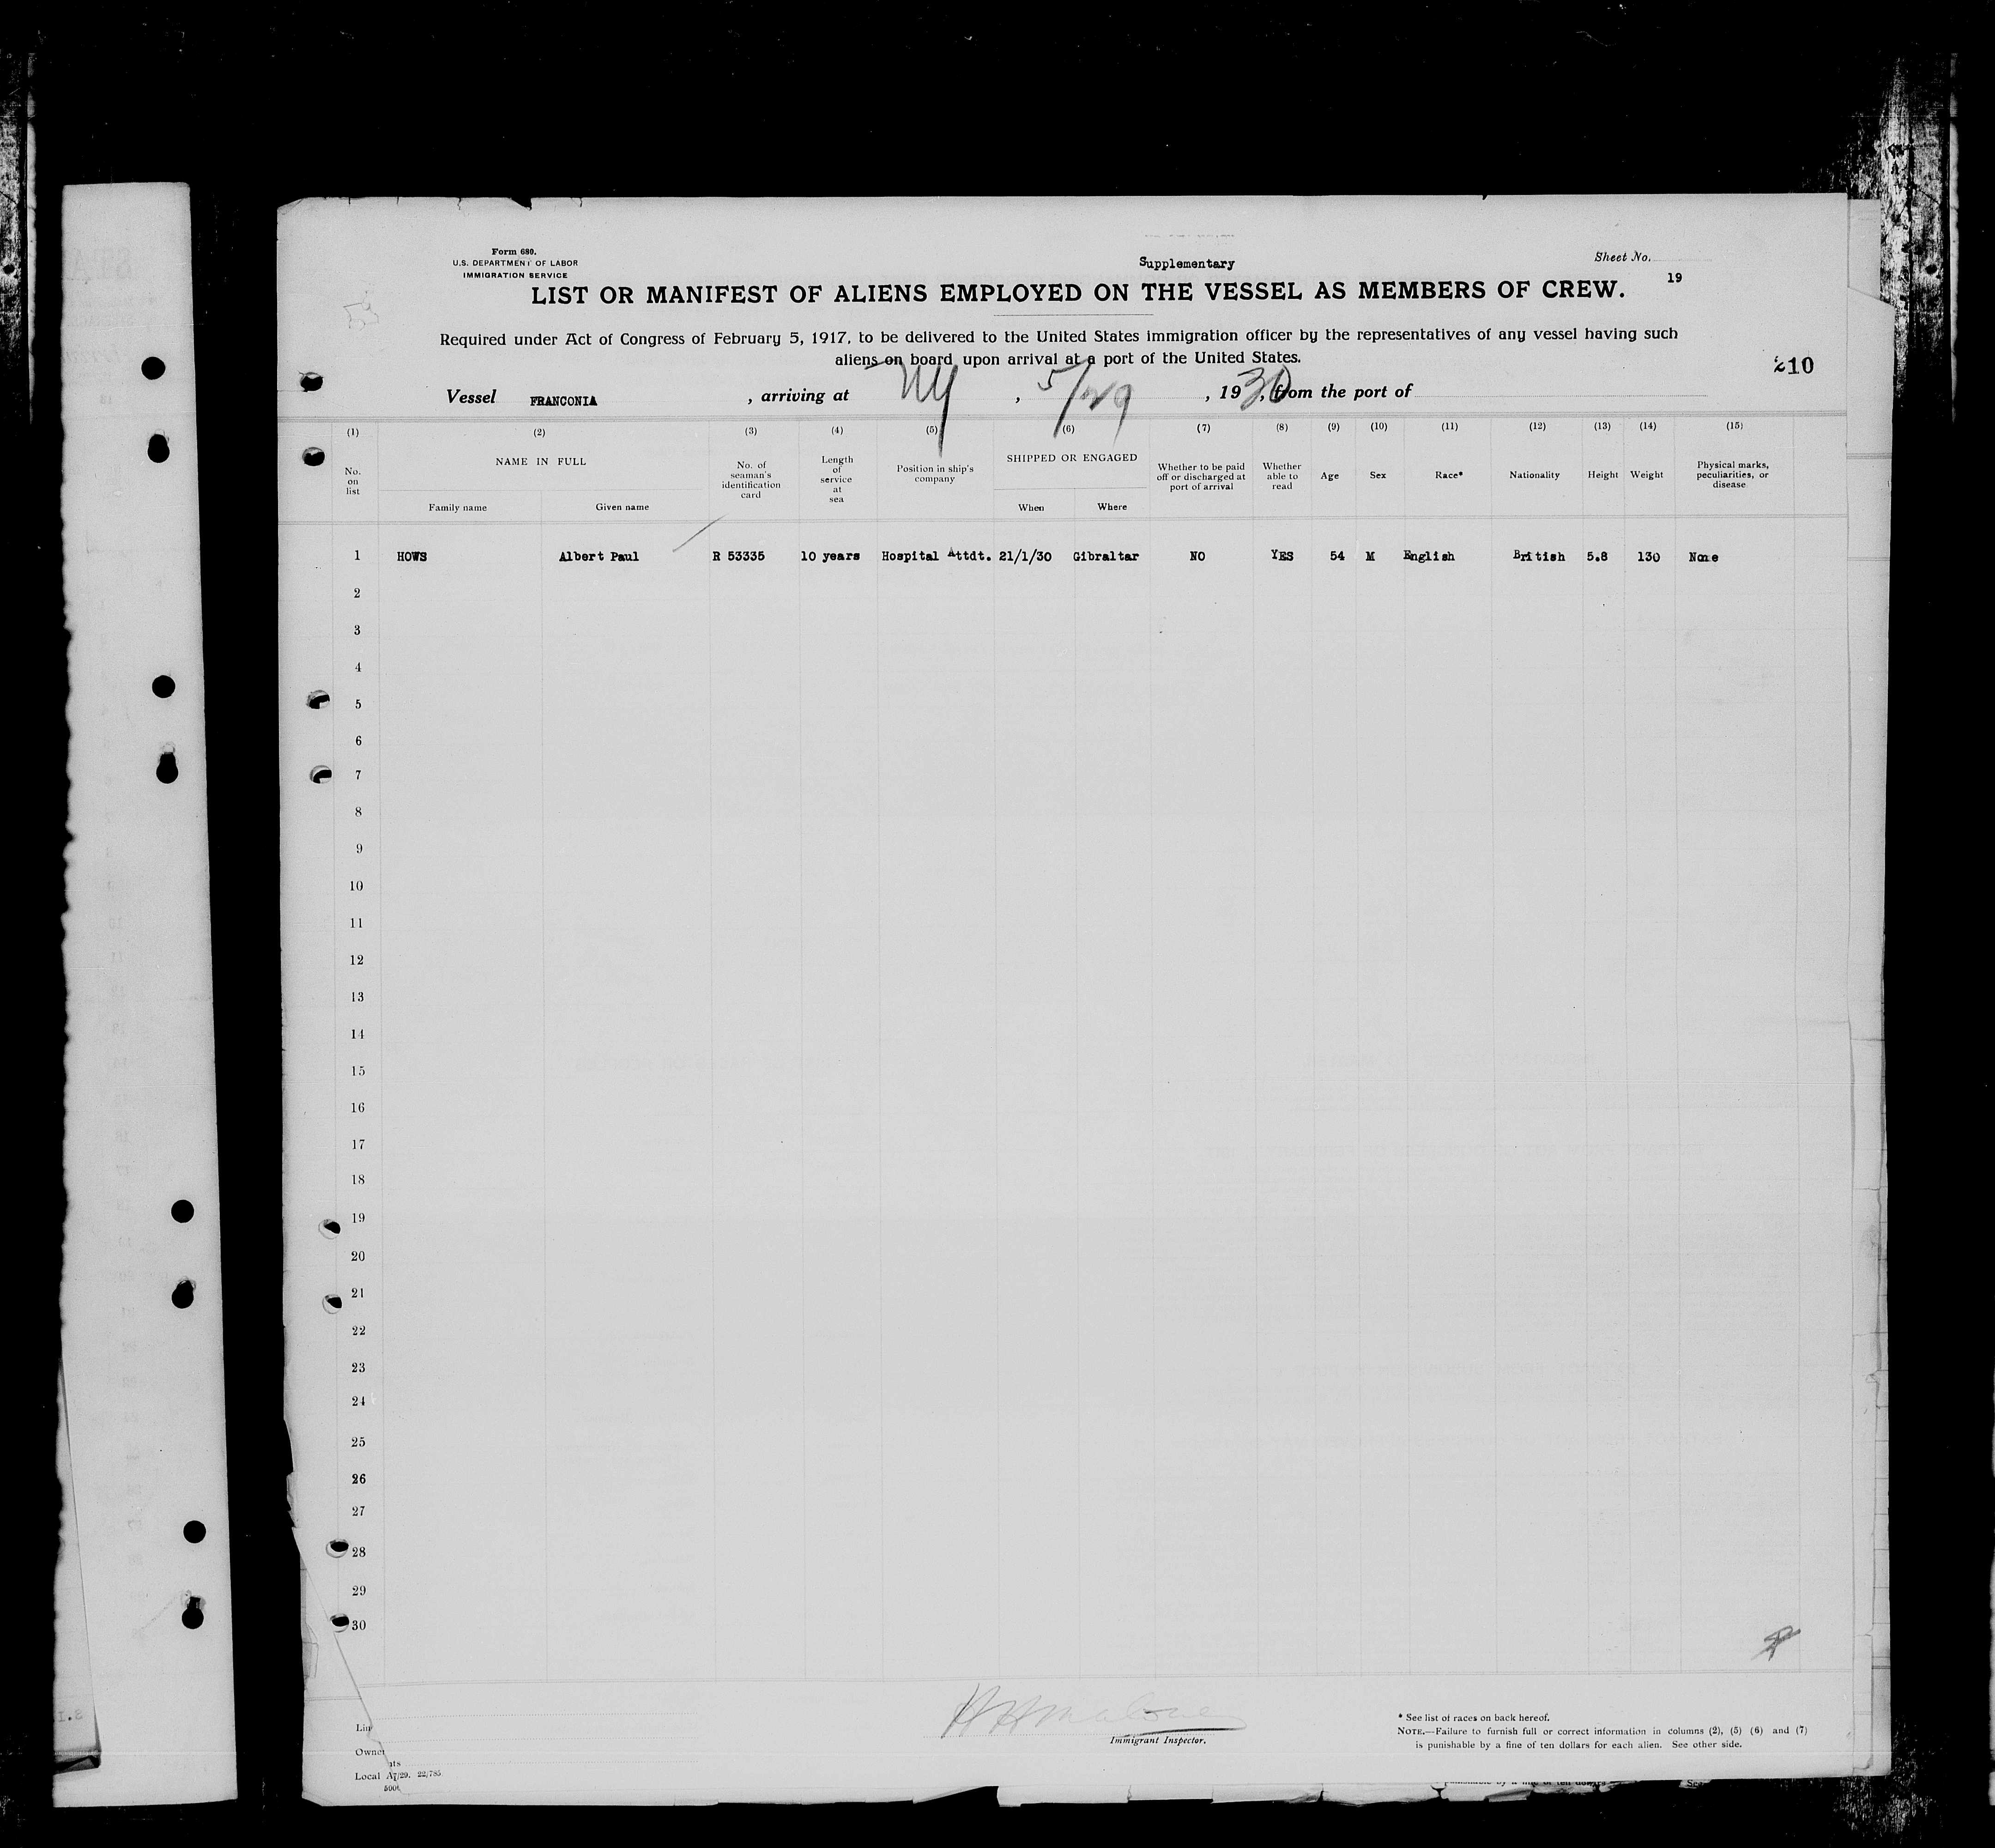 Form 680.
U.S. DEPARTMENT OF LABOR
IMMIGRATION SERVICE
Supplementary
Sheet No.
19
LIST OR MANIFEST OF ALIENS EMPLOYED ON THE VESSEL AS MEMBERS OF CREW.
Required under Act of Congress of February 5, 1917, to be delivered to the United States immigration officer by the representatives of any vessel having such
aliens on board upon arrival at a port of the United States.
210
Vessel FRANCONIA , arriving at NY , 5/29 , 1930, from the port of
(1) (2) (3) (4) (5) (6) (7) (8) (9) (10) (11) (12) (13) (14) (15)
No. on list NAME IN FULL Family name Given name No. of seaman's identification card Length of service at sea Position in ship's company SHIPPED OR ENGAGED When Where Whether to be paid off or discharged at port of arrival Whether able to read Age Sex Race* Nationality Height Weight Physical marks, peculiarities, or disease
1 HOWS Albert Paul R 53335 10 years Hospital Attdt. 21/1/30 Gibraltar NO YES 54 M English British 5.8 130 None
2
3
4
5
6
7
8
9
10
11
12
13
14
15
16
17
18
19
20
21
22
23
24
25
26
27
28
29
30
H H Maloney
Immigrant Inspector.
Lin
Owner
nts
Local A
7/29. 22/785
* See list of races on back hereof.
NOTE.—Failure to furnish full or correct information in columns (2), (5) (6) and (7)
is punishable by a fine of ten dollars for each alien. See other side.